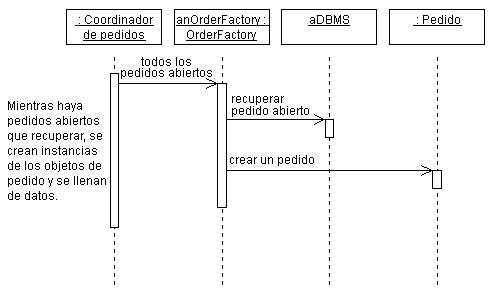 : Coordinador
de pedidos
anOrderFactory :
OrderFactory
aDBMS
: Pedido
todos los
pedidos abiertos
recuperar
pedido abierto
crear un pedido
Mientras haya
pedidos abiertos
que recuperar, se
crean instancias
de los objetos de
pedido y se llenan
de datos.